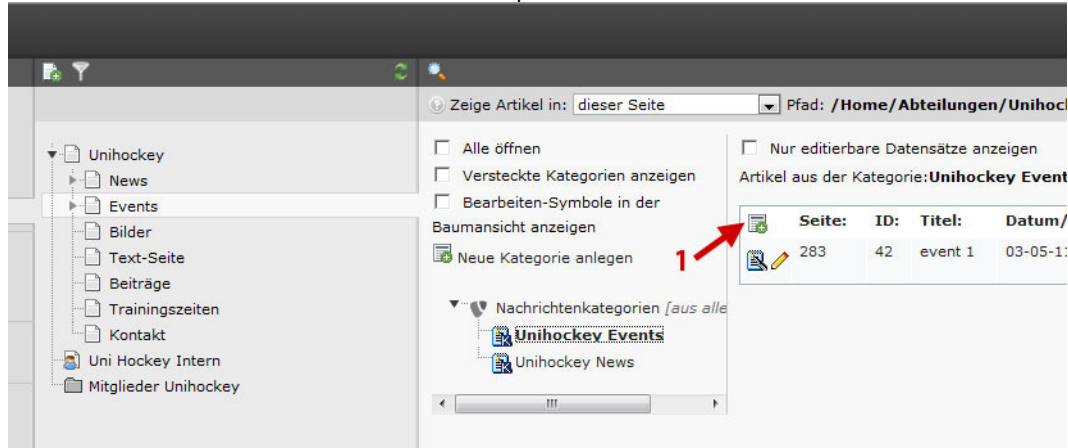 Zeige Artikel in: dieser Seite Pfad: /Home/Abteilungen/Unihoc
Unihockey
News
Events
Bilder
Text-Seite
Beiträge
Trainingszeiten
Kontakt
Uni Hockey Intern
Mitglieder Unihockey
Alle öffnen
Versteckte Kategorien anzeigen
Bearbeiten-Symbole in der
Baumansicht anzeigen
Neue Kategorie anlegen
Nachrichtenkategorien [aus alle
Unihockey Events
Unihockey News
Nur editierbare Datensätze anzeigen
Artikel aus der Kategorie:Unihockey Event
1
Seite: ID: Titel: Datum/
283 42 event 1 03-05-11